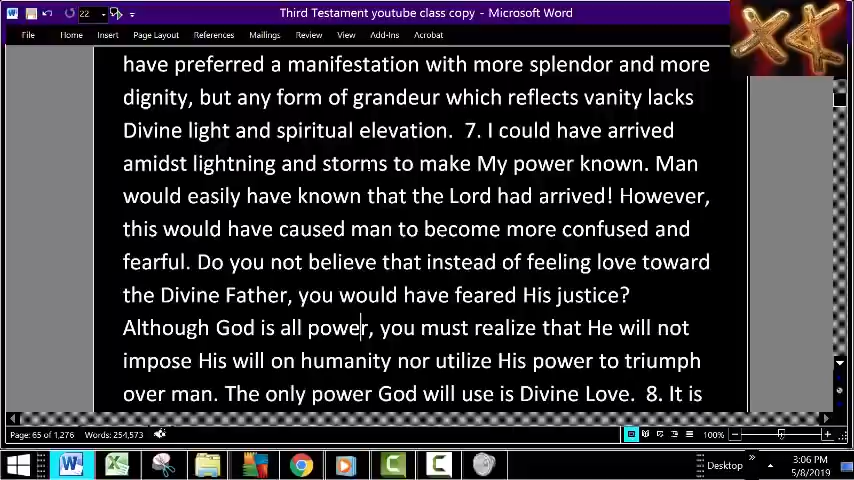 22
Third Testament youtube class copy - Microsoft Word
File Home Insert Page Layout References Mailings Review View Add-Ins Acrobat
have preferred a manifestation with more splendor and more
dignity, but any form of grandeur which reflects vanity lacks
Divine light and spiritual elevation.  7. I could have arrived
amidst lightning and storms to make My power known. Man
would easily have known that the Lord had arrived! However,
this would have caused man to become more confused and
fearful. Do you not believe that instead of feeling love toward
the Divine Father, you would have feared His justice?
Although God is all power, you must realize that He will not
impose His will on humanity nor utilize His power to triumph
over man. The only power God will use is Divine Love.  8. It is
Page: 65 of 1,276 Words: 254,573 100%
Desktop
3:06 PM
5/8/2019